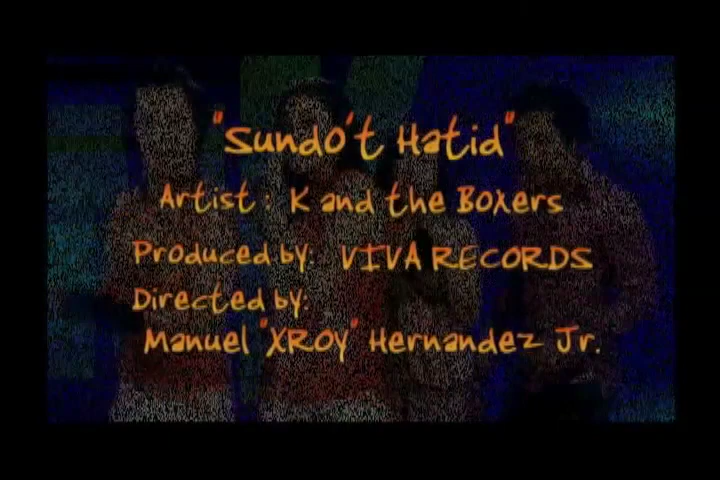 "Sundo't Hatid"
Artist: K and the Boxers
Produced by: VIVA RECORDS
Directed by:
Manuel "XROY" Hernandez Jr.